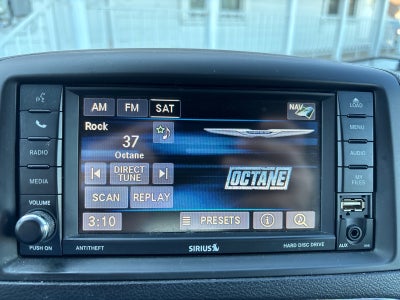 AM FM SAT NAV LOAD
Rock
37
Octane
PHONE
MENU
RADIO
DIRECT TUNE
OCTANE
AUDIO
MEDIA
SCAN REPLAY
MY FILES
VOLUME
3:10 PRESETS
PUSH ON
ANTITHEFT SIRIUS HARD DISC DRIVE
AUX